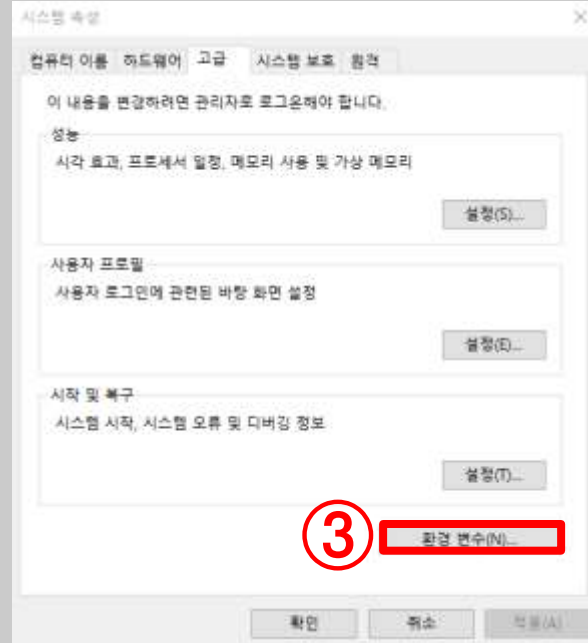 시스템 속성
컴퓨터 이름 하드웨어 고급 시스템 보호 원격
이 내용을 변경하려면 관리자로 로그온해야 합니다.
성능
시각 효과, 프로세서 일정, 메모리 사용 및 가상 메모리
설정(S)...
사용자 프로필
사용자 로그인에 관련된 바탕 화면 설정
설정(E)...
시작 및 복구
시스템 시작, 시스템 오류 및 디버깅 정보
설정(T)...
③ 환경 변수(N)...
확인 취소 적용(A)